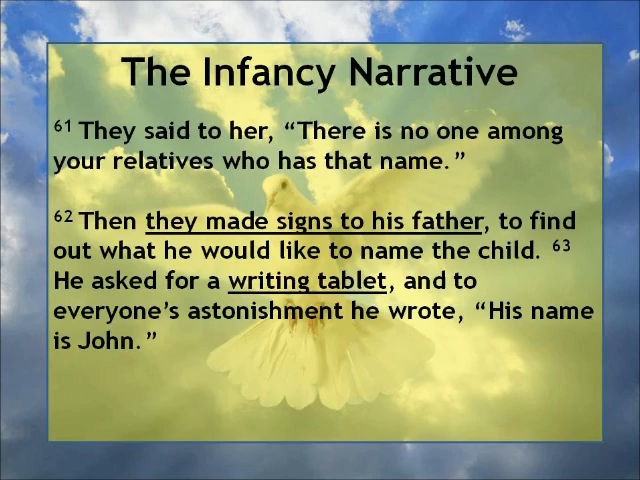 The Infancy Narrative
61 They said to her, “There is no one among
your relatives who has that name.”
62 Then they made signs to his father, to find
out what he would like to name the child. 63
He asked for a writing tablet, and to
everyone’s astonishment he wrote, “His name
is John.”